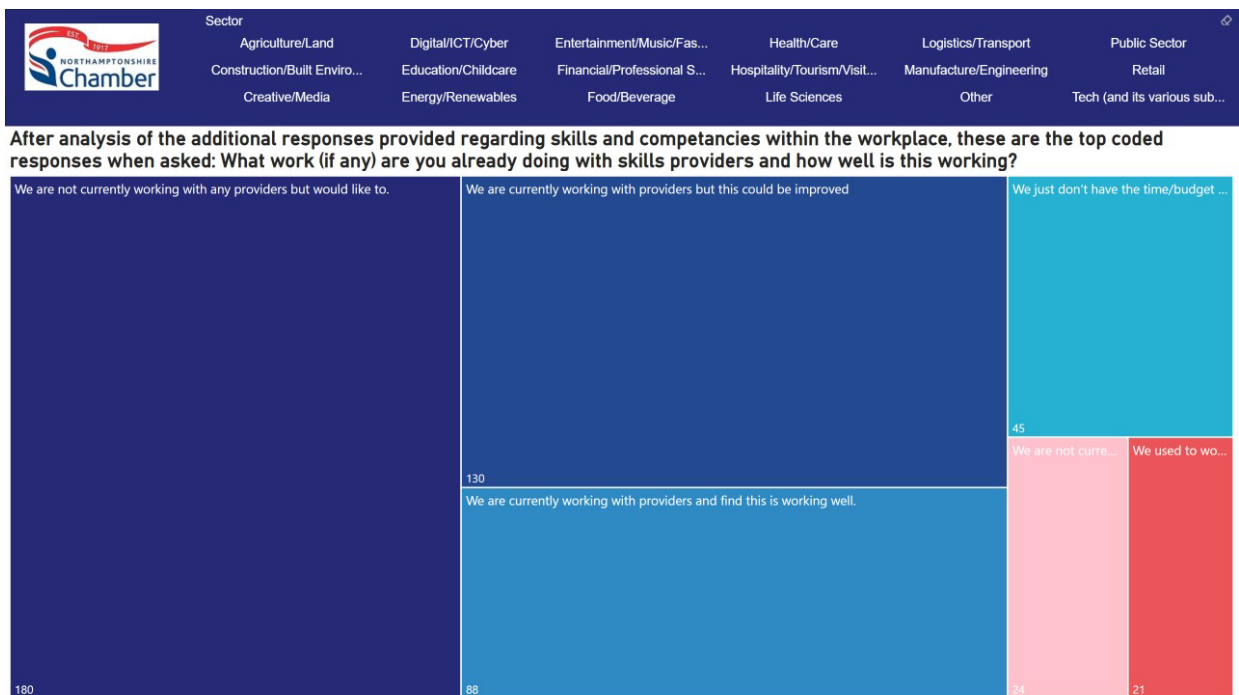 EST. 1917
NORTHAMPTONSHIRE
Chamber
Sector
Agriculture/Land
Digital/ICT/Cyber
Entertainment/Music/Fas...
Health/Care
Logistics/Transport
Public Sector
Construction/Built Enviro...
Education/Childcare
Financial/Professional S...
Hospitality/Tourism/Visit...
Manufacture/Engineering
Retail
Creative/Media
Energy/Renewables
Food/Beverage
Life Sciences
Other
Tech (and its various sub...
After analysis of the additional responses provided regarding skills and competancies within the workplace, these are the top coded
responses when asked: What work (if any) are you already doing with skills providers and how well is this working?
We are not currently working with any providers but would like to.
180
We are currently working with providers but this could be improved
130
We are currently working with providers and find this is working well.
88
We just don't have the time/budget ...
45
We are not curre...
24
We used to wo...
21